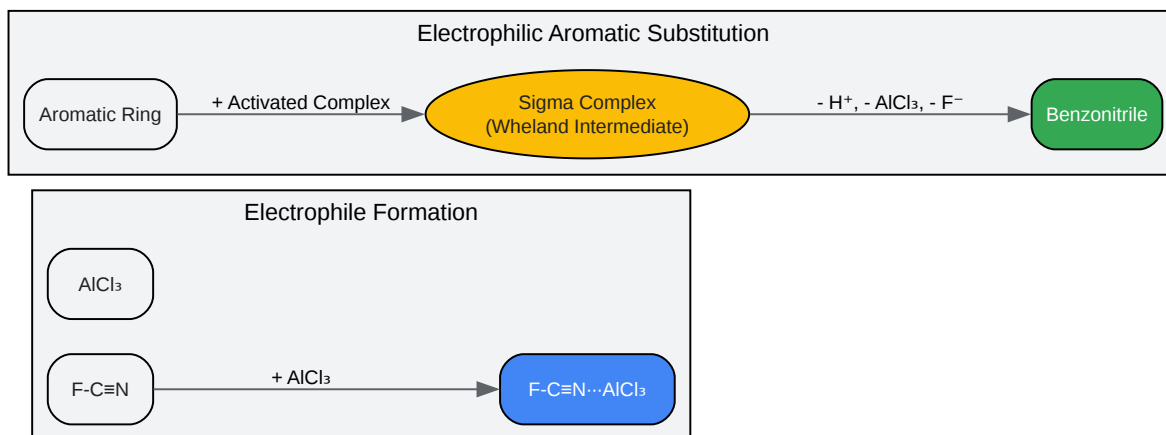 Electrophilic Aromatic Substitution
Aromatic Ring
+ Activated Complex
Sigma Complex
(Wheland Intermediate)
- H⁺, - AlCl₃, - F⁻
Benzonitrile
Electrophile Formation
AlCl₃
F-C≡N
+ AlCl₃
F-C≡N···AlCl₃